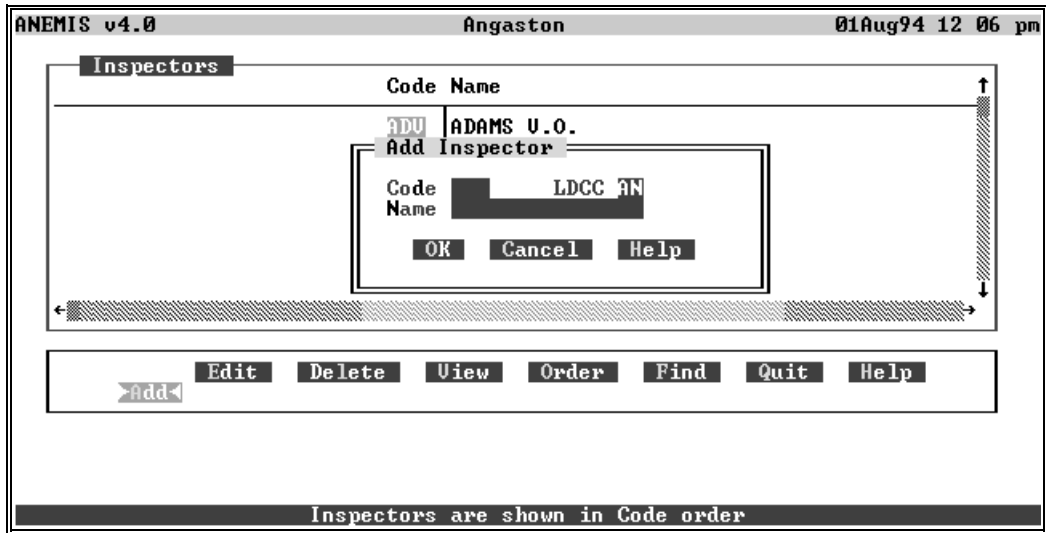 ANEMIS v4.0 Angaston 01Aug94 12 06 pm
Inspectors
Code Name
ADV ADAMS V.O.
Add Inspector
Code LDCC AN
Name
OK Cancel Help
Edit Delete View Order Find Quit Help
>Add<
Inspectors are shown in Code order